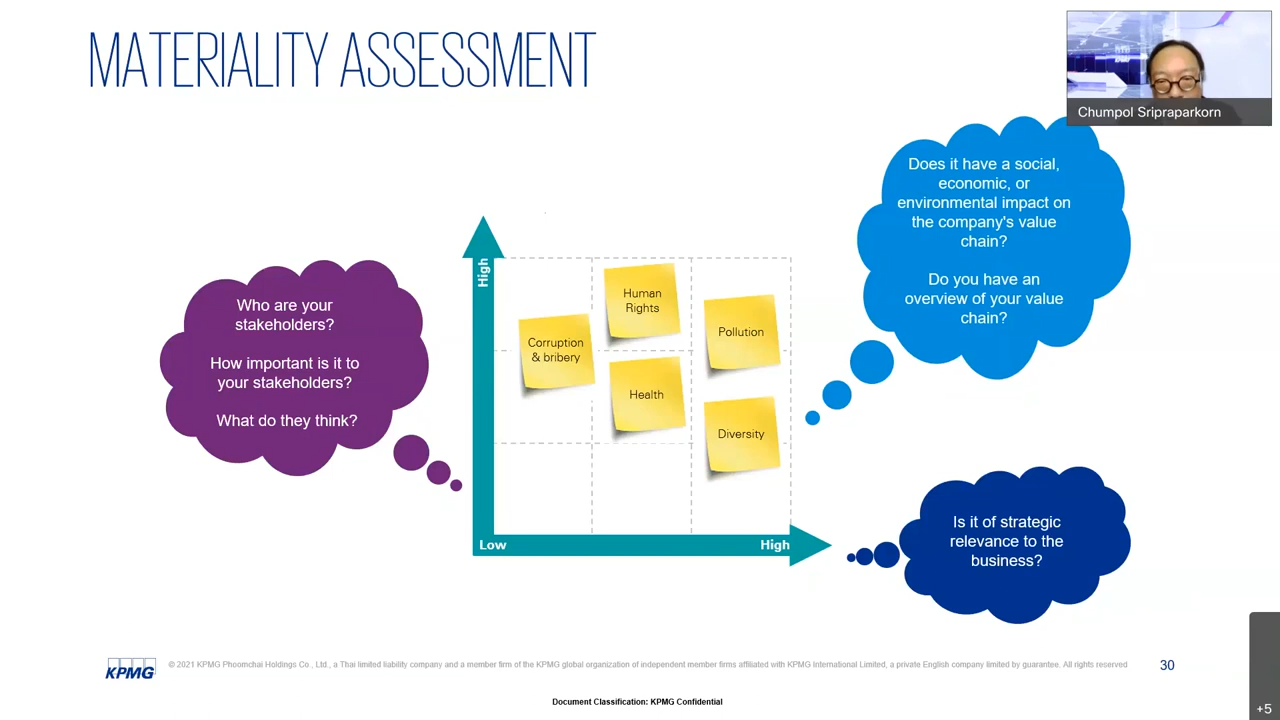 MATERIALITY ASSESSMENT
Chumpol Sripraparkorn
Does it have a social,
economic, or
environmental impact on
the company's value
chain?
Do you have an
overview of your value
chain?
Who are your
stakeholders?
How important is it to
your stakeholders?
What do they think?
High
Human
Rights
Corruption
& bribery
Pollution
Health
Diversity
Low
High
Is it of strategic
relevance to the
business?
KPMG
© 2021 KPMG Phoomchai Holdings Co., Ltd., a Thai limited liability company and a member firm of the KPMG global organization of independent member firms affiliated with KPMG International Limited, a private English company limited by guarantee. All rights reserved
30
Document Classification: KPMG Confidential
+5